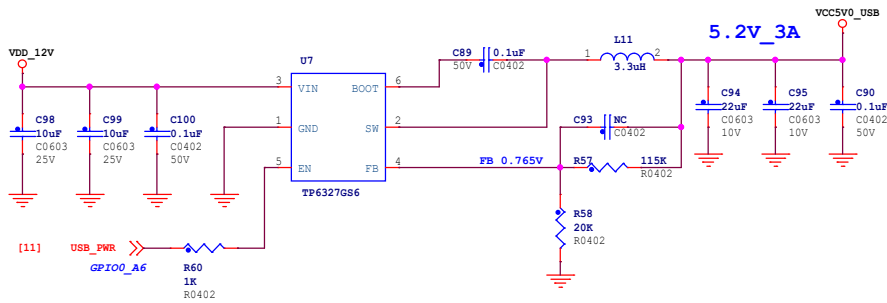 VCC5V0_USB
5.2V_3A
VDD_12V
U7
C89
50V
0.1uF
C0402
L11
1
2
3.3uH
3
VIN
BOOT
6
1
GND
SW
2
5
EN
FB
4
TP6327GS6
C98
10uF
C0603
25V
C99
10uF
C0603
25V
C100
0.1uF
C0402
50V
C93
NC
C0402
C94
22uF
C0603
10V
C95
22uF
C0603
10V
C90
0.1uF
C0402
50V
FB 0.765V
R57
115K
R0402
R58
20K
R0402
[11]
USB_PWR
GPIO0_A6
R60
1K
R0402